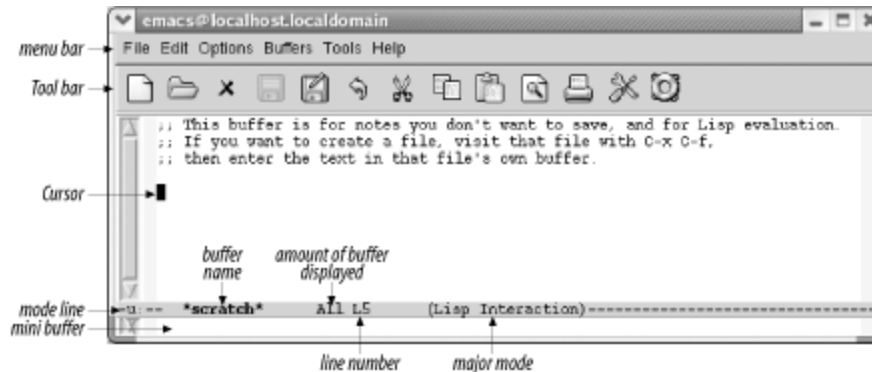 emacs@localhost.localdomain
menu bar File Edit Options Buffers Tools Help
Tool bar
;; This buffer is for notes you don't want to save, and for Lisp evaluation.
;; If you want to create a file, visit that file with C-x C-f,
;; then enter the text in that file's own buffer.
Cursor
buffer name
amount of buffer displayed
mode line -u:-- *scratch* All L5 (Lisp Interaction)--------------------------------
mini buffer
line number
major mode